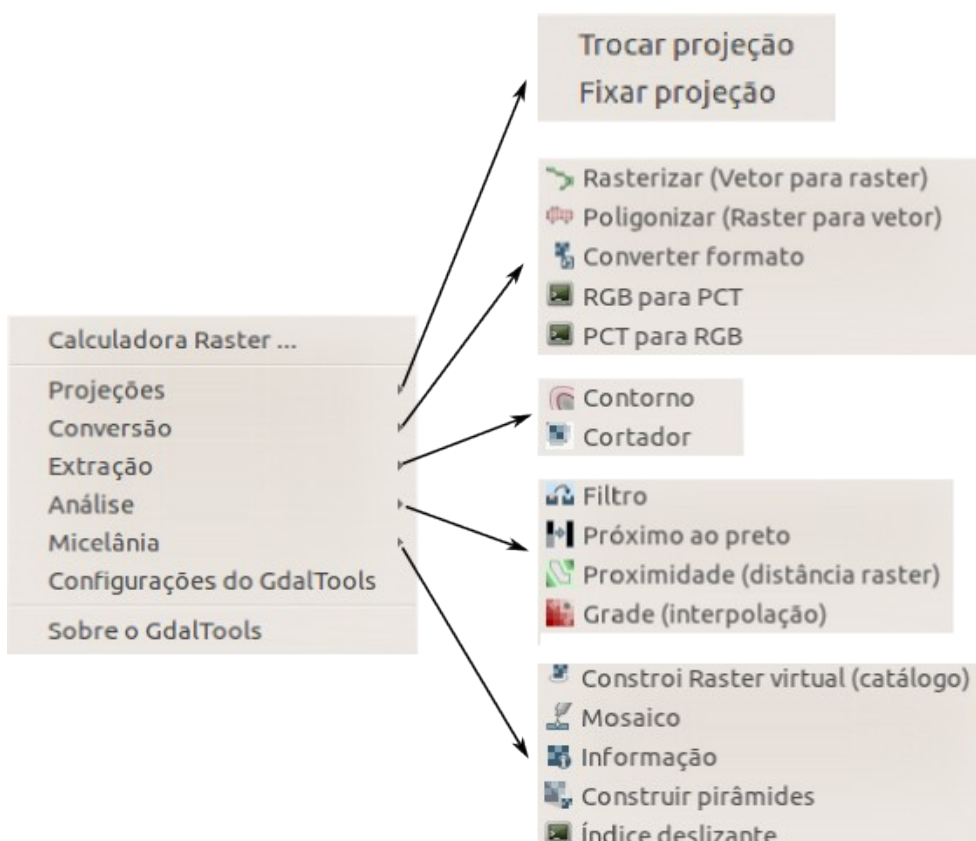 Trocar projeção
Fixar projeção
Rasterizar (Vetor para raster)
Poligonizar (Raster para vetor)
Converter formato
RGB para PCT
PCT para RGB
Calculadora Raster ...
Projeções
Conversão
Extração
Análise
Micelânia
Configurações do GdalTools
Sobre o GdalTools
Contorno
Cortador
Filtro
Próximo ao preto
Proximidade (distância raster)
Grade (interpolação)
Constroi Raster virtual (catálogo)
Mosaico
Informação
Construir pirâmides
Índice deslizante